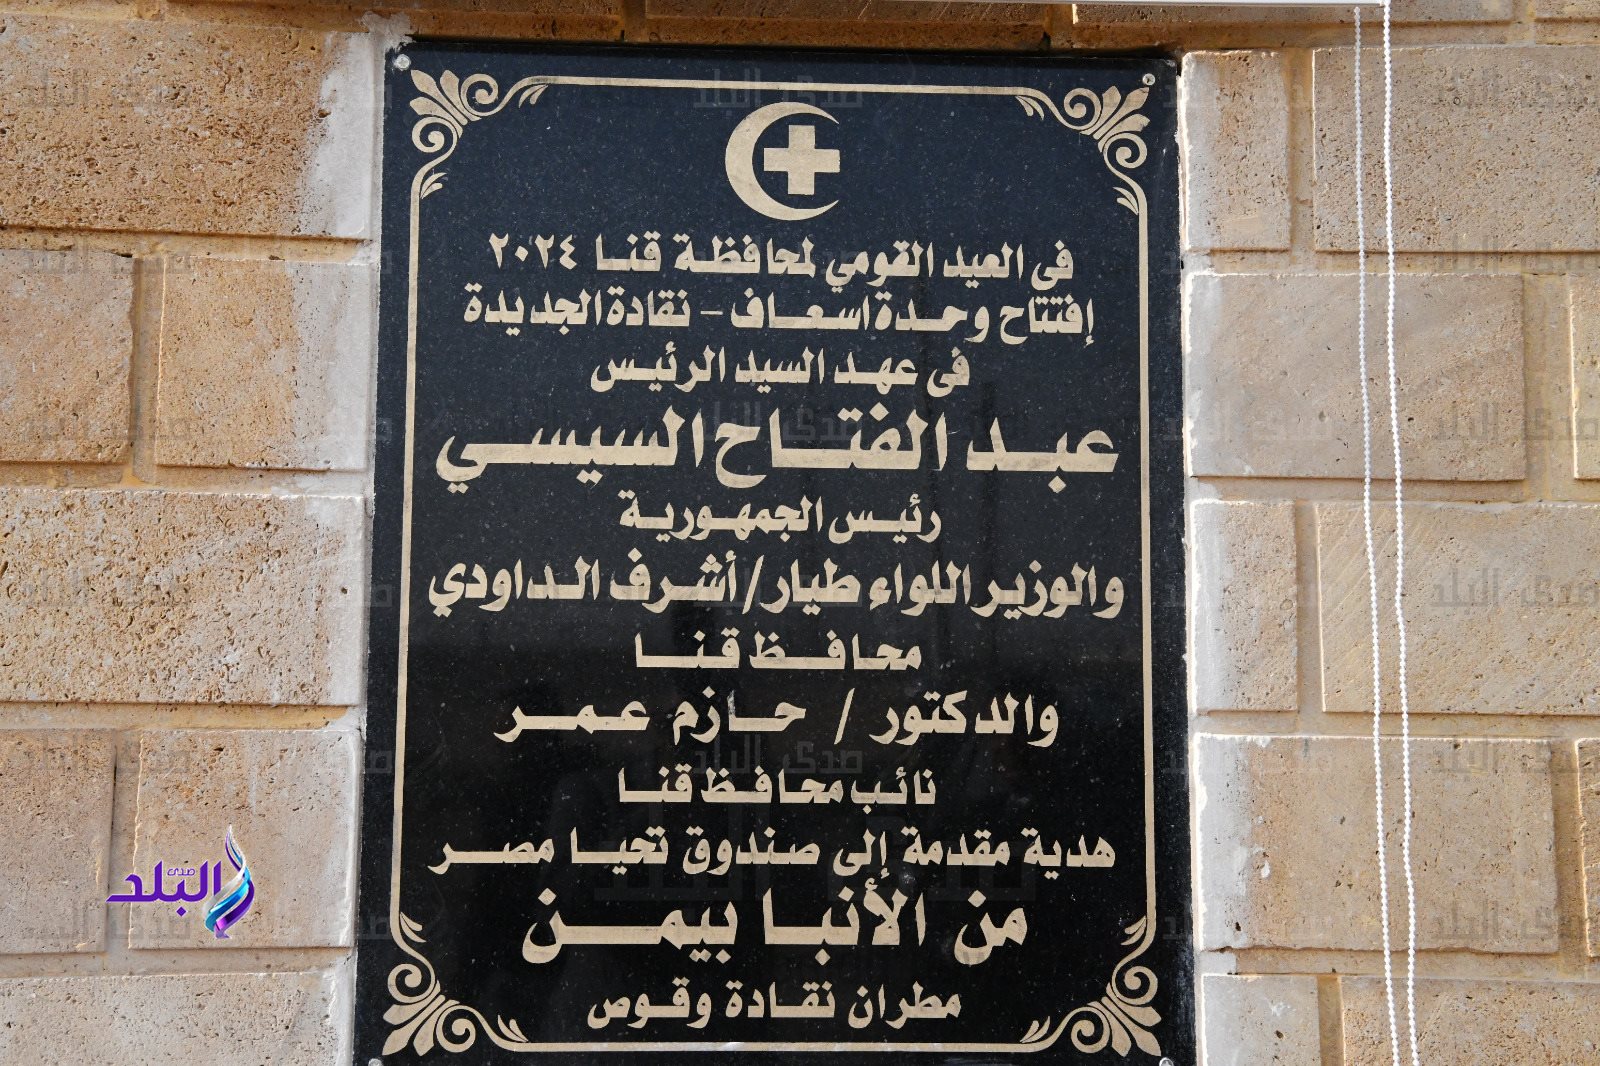 فى العيد القومي لمحافظة قنا ٢٠٢٤
إفتتاح وحدة اسعاف - نقادة الجديدة
فى عهد السيد الرئيس
عبد الفتاح السيسي
رئيس الجمهورية
والوزير اللواء طيار/أشرف الداودي
محافظ قنا
والدكتور / حازم عمر
نائب محافظ قنا
هدية مقدمة إلى صندوق تحيا مصر
من الأنبا بيمن
مطران نقادة وقوص
صدى البلد